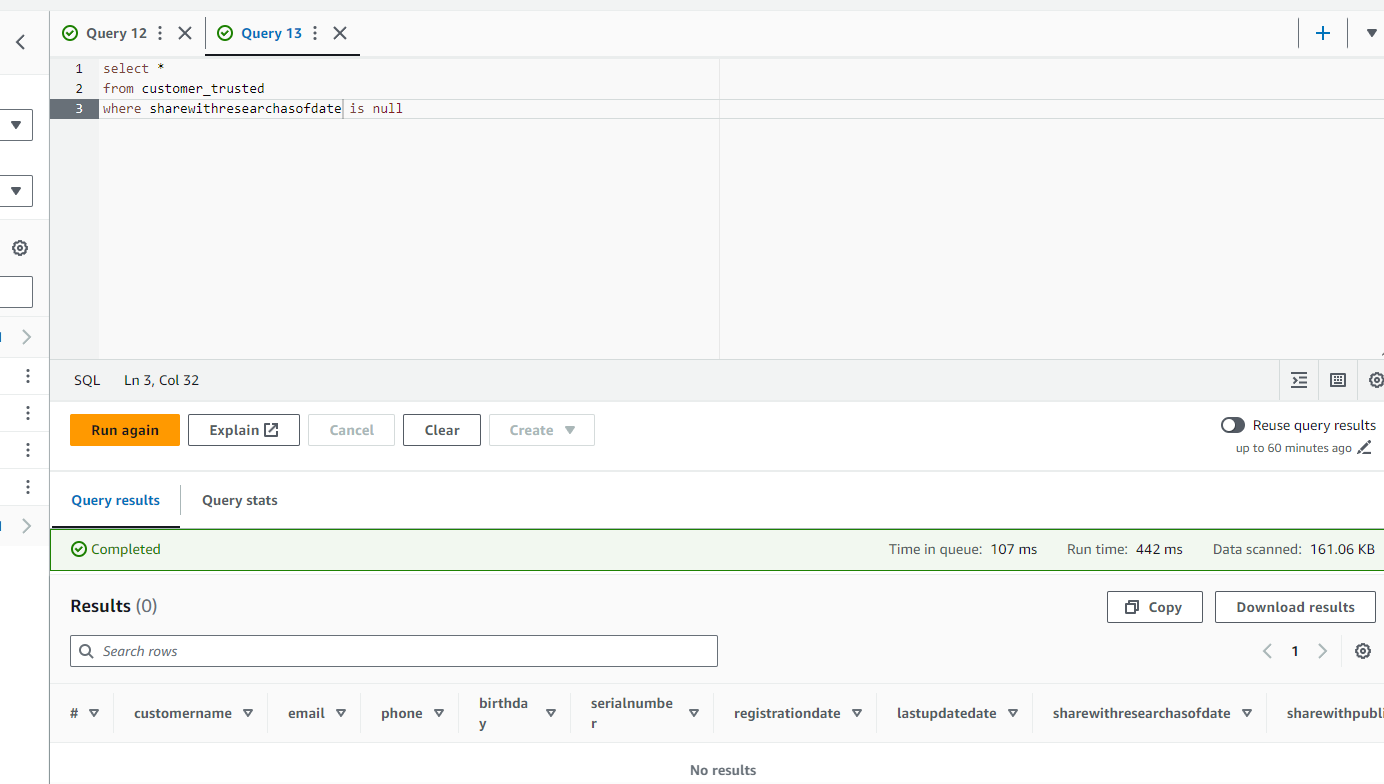 Query 12
Query 13
1 select *
2 from customer_trusted
3 where sharewithresearchasofdate is null
SQL Ln 3, Col 32
Run again Explain Cancel Clear Create
Reuse query results
up to 60 minutes ago
Query results Query stats
Completed Time in queue: 107 ms Run time: 442 ms Data scanned: 161.06 KB
Results (0) Copy Download results
Search rows 1
# customername email phone birthda
y serialnumbe
r registrationdate lastupdatedate sharewithresearchasofdate sharewithpubli
No results